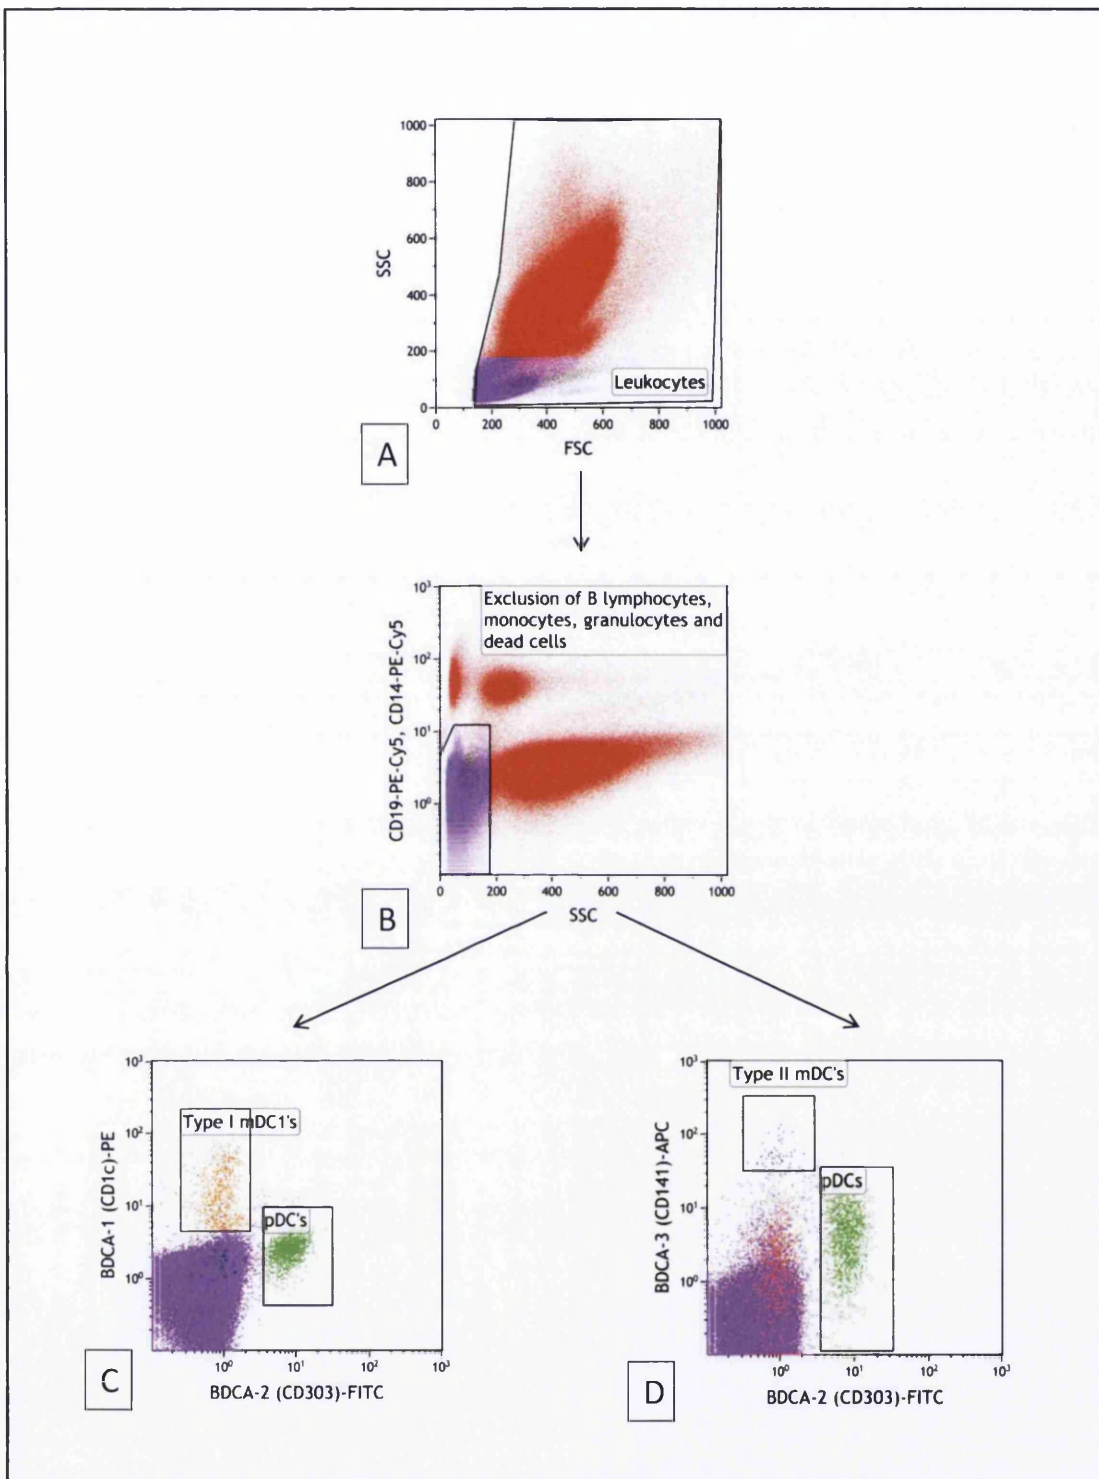 1000
800
600
400
200
0
SSC
Leukocytes
0 200 400 600 800 1000
FSC
A
10³
10²
10¹
10⁰
CD19-PE-Cy5, CD14-PE-Cy5
Exclusion of B lymphocytes,
monocytes, granulocytes and
dead cells
0 200 400 600 800 1000
SSC
B
10³
10²
10¹
10⁰
BDCA-1 (CD1c)-PE
Type I mDC1's
pDC's
10⁰ 10¹ 10² 10³
BDCA-2 (CD303)-FITC
C
10³
10²
10¹
10⁰
BDCA-3 (CD141)-APC
Type II mDC's
pDCs
10⁰ 10¹ 10² 10³
BDCA-2 (CD303)-FITC
D